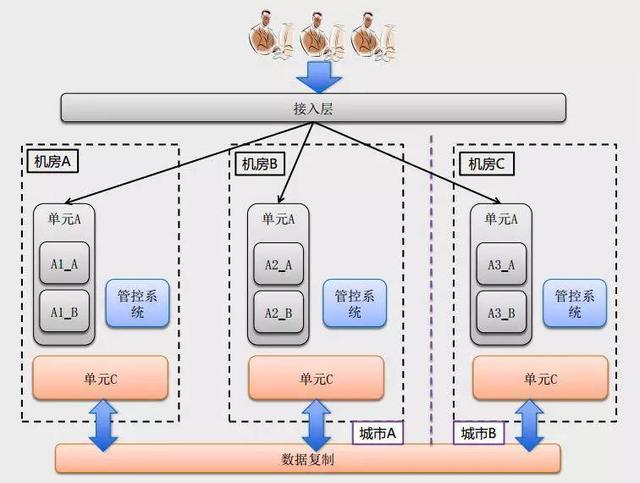 接入层
机房A
机房B
机房C
单元A
单元A
单元A
A1_A
A2_A
A3_A
A1_B
管控系
统
A2_B
管控系
统
A3_B
管控系
统
单元C
单元C
单元C
城市A
城市B
数据复制